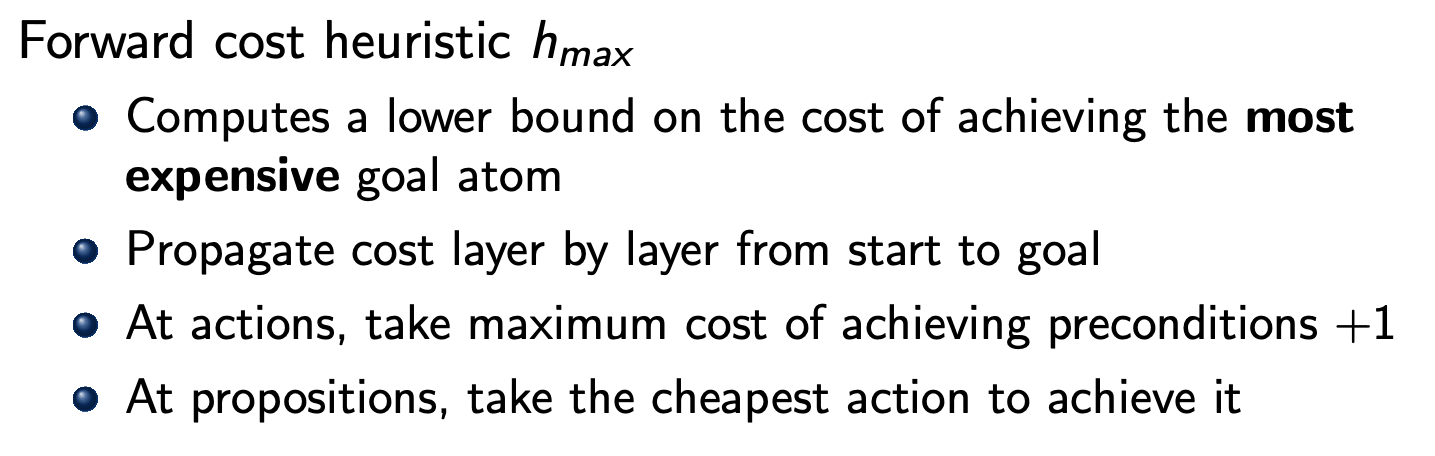 Forward cost heuristic h_max
Computes a lower bound on the cost of achieving the most
expensive goal atom
Propagate cost layer by layer from start to goal
At actions, take maximum cost of achieving preconditions +1
At propositions, take the cheapest action to achieve it